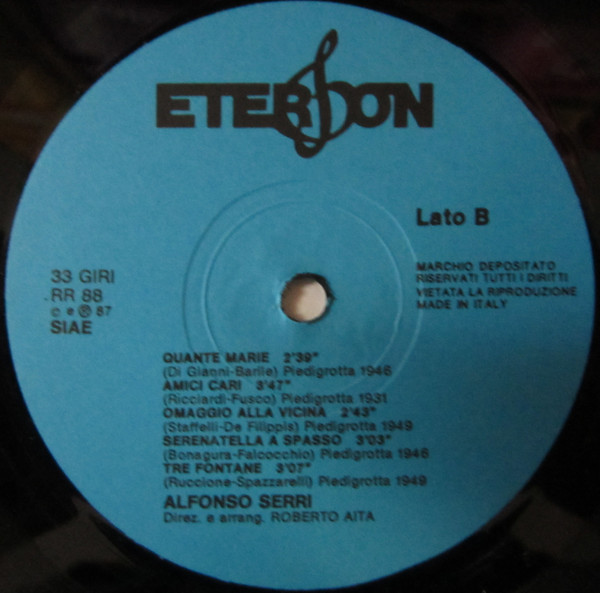 ETERSON
Lato B
33 GIRI
RR 88
© e ℗ 87
SIAE
MARCHIO DEPOSITATO
RISERVATI TUTTI I DIRITTI
VIETATA LA RIPRODUZIONE
MADE IN ITALY
QUANTE MARIE 2'39"
(Di Gianni-Barile) Piedigrotta 1946
AMICI CARI 3'47"
(Ricciardi-Fusco) Piedigrotta 1931
OMAGGIO ALLA VICINA 2'43"
(Staffelli-De Filippis) Piedigrotta 1949
SERENATELLA A SPASSO 3'03"
(Bonagura-Falcocchio) Piedigrotta 1946
TRE FONTANE 3'07"
(Ruccione-Spazzarelli) Piedigrotta 1949
ALFONSO SERRI
Direz. e arrang. ROBERTO AITA